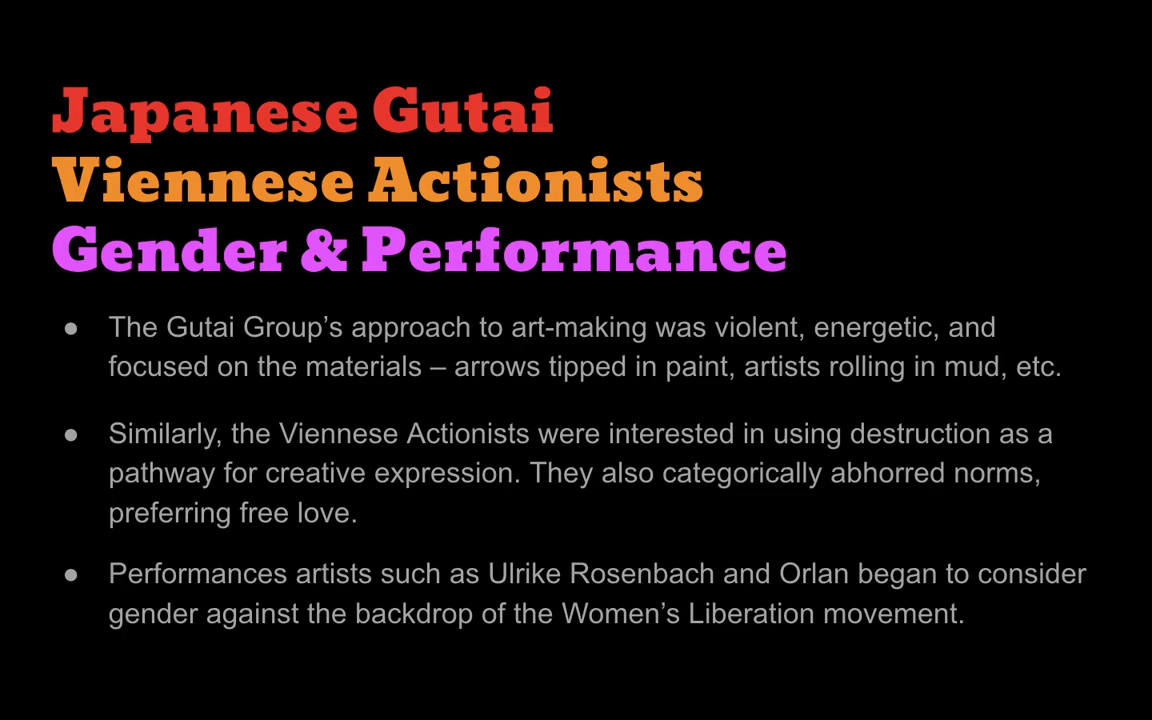 Japanese Gutai
Viennese Actionists
Gender & Performance
● The Gutai Group’s approach to art-making was violent, energetic, and
focused on the materials – arrows tipped in paint, artists rolling in mud, etc.
● Similarly, the Viennese Actionists were interested in using destruction as a
pathway for creative expression. They also categorically abhorred norms,
preferring free love.
● Performances artists such as Ulrike Rosenbach and Orlan began to consider
gender against the backdrop of the Women’s Liberation movement.